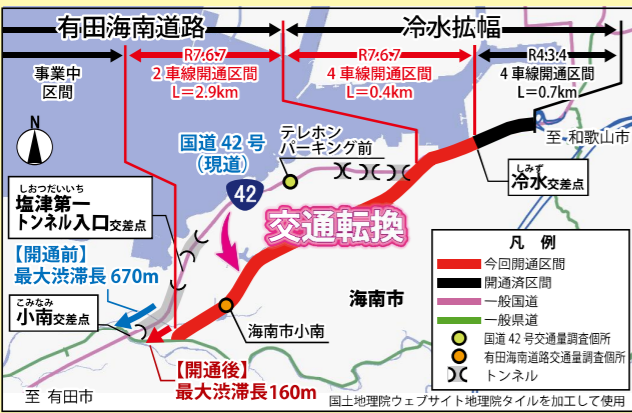 有田海南道路
冷水拡幅
事業中
区間
R7.6.7
2車線開通区間
L=2.9km
R7.6.7
4車線開通区間
L=0.4km
R4.3.4
4車線開通区間
L=0.7km
N
国道42号
(現道)
テレホン
パーキング前
至 和歌山市
しみず
冷水交差点
42
しおつだいいち
塩津第一
トンネル入口交差点
交通転換
【開通前】
最大渋滞長670m
こみなみ
小南交差点
海南市
海南市小南
【開通後】
最大渋滞長160m
至 有田市
凡 例
今回開通区間
開通済区間
一般国道
一般県道
国道42号交通量調査個所
有田海南道路交通量調査個所
トンネル
国土地理院ウェブサイト地理院タイルを加工して使用